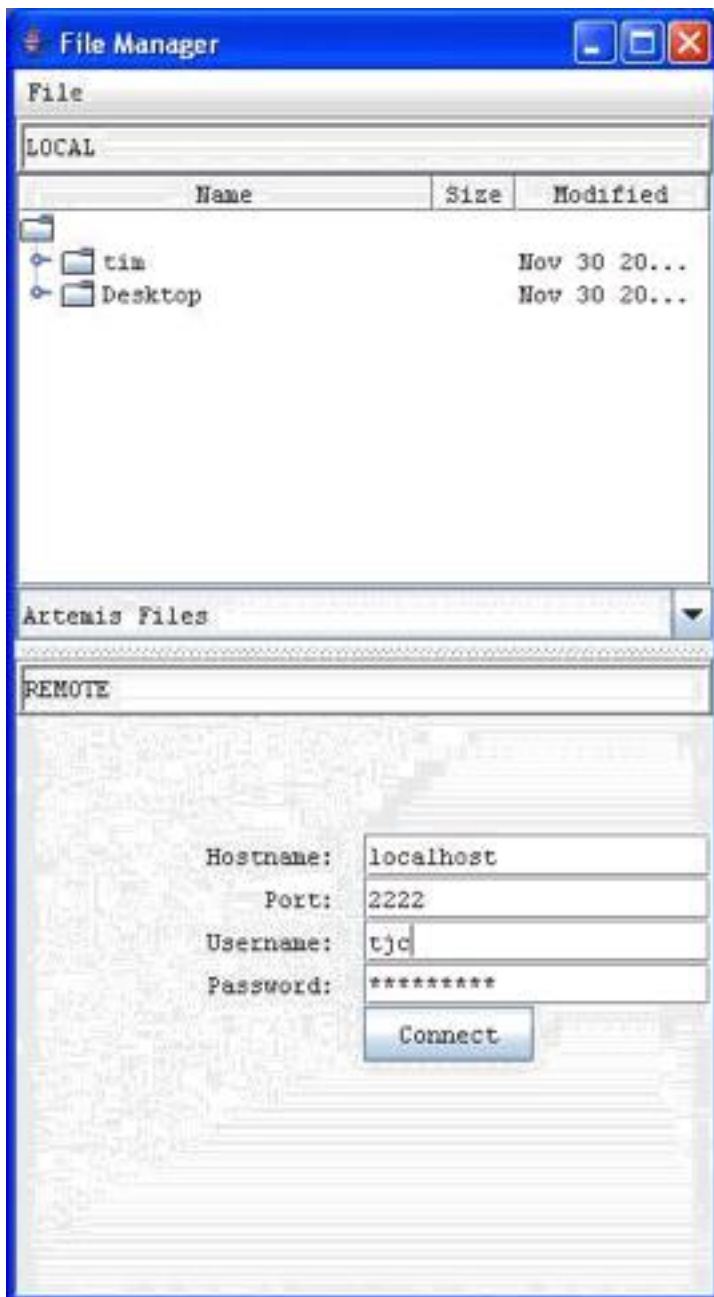 File Manager
File
LOCAL
Name Size Modified
tim Nov 30 20...
Desktop Nov 30 20...
Artemis Files
REMOTE
Hostname: localhost
Port: 2222
Username: tjc
Password: *********
Connect